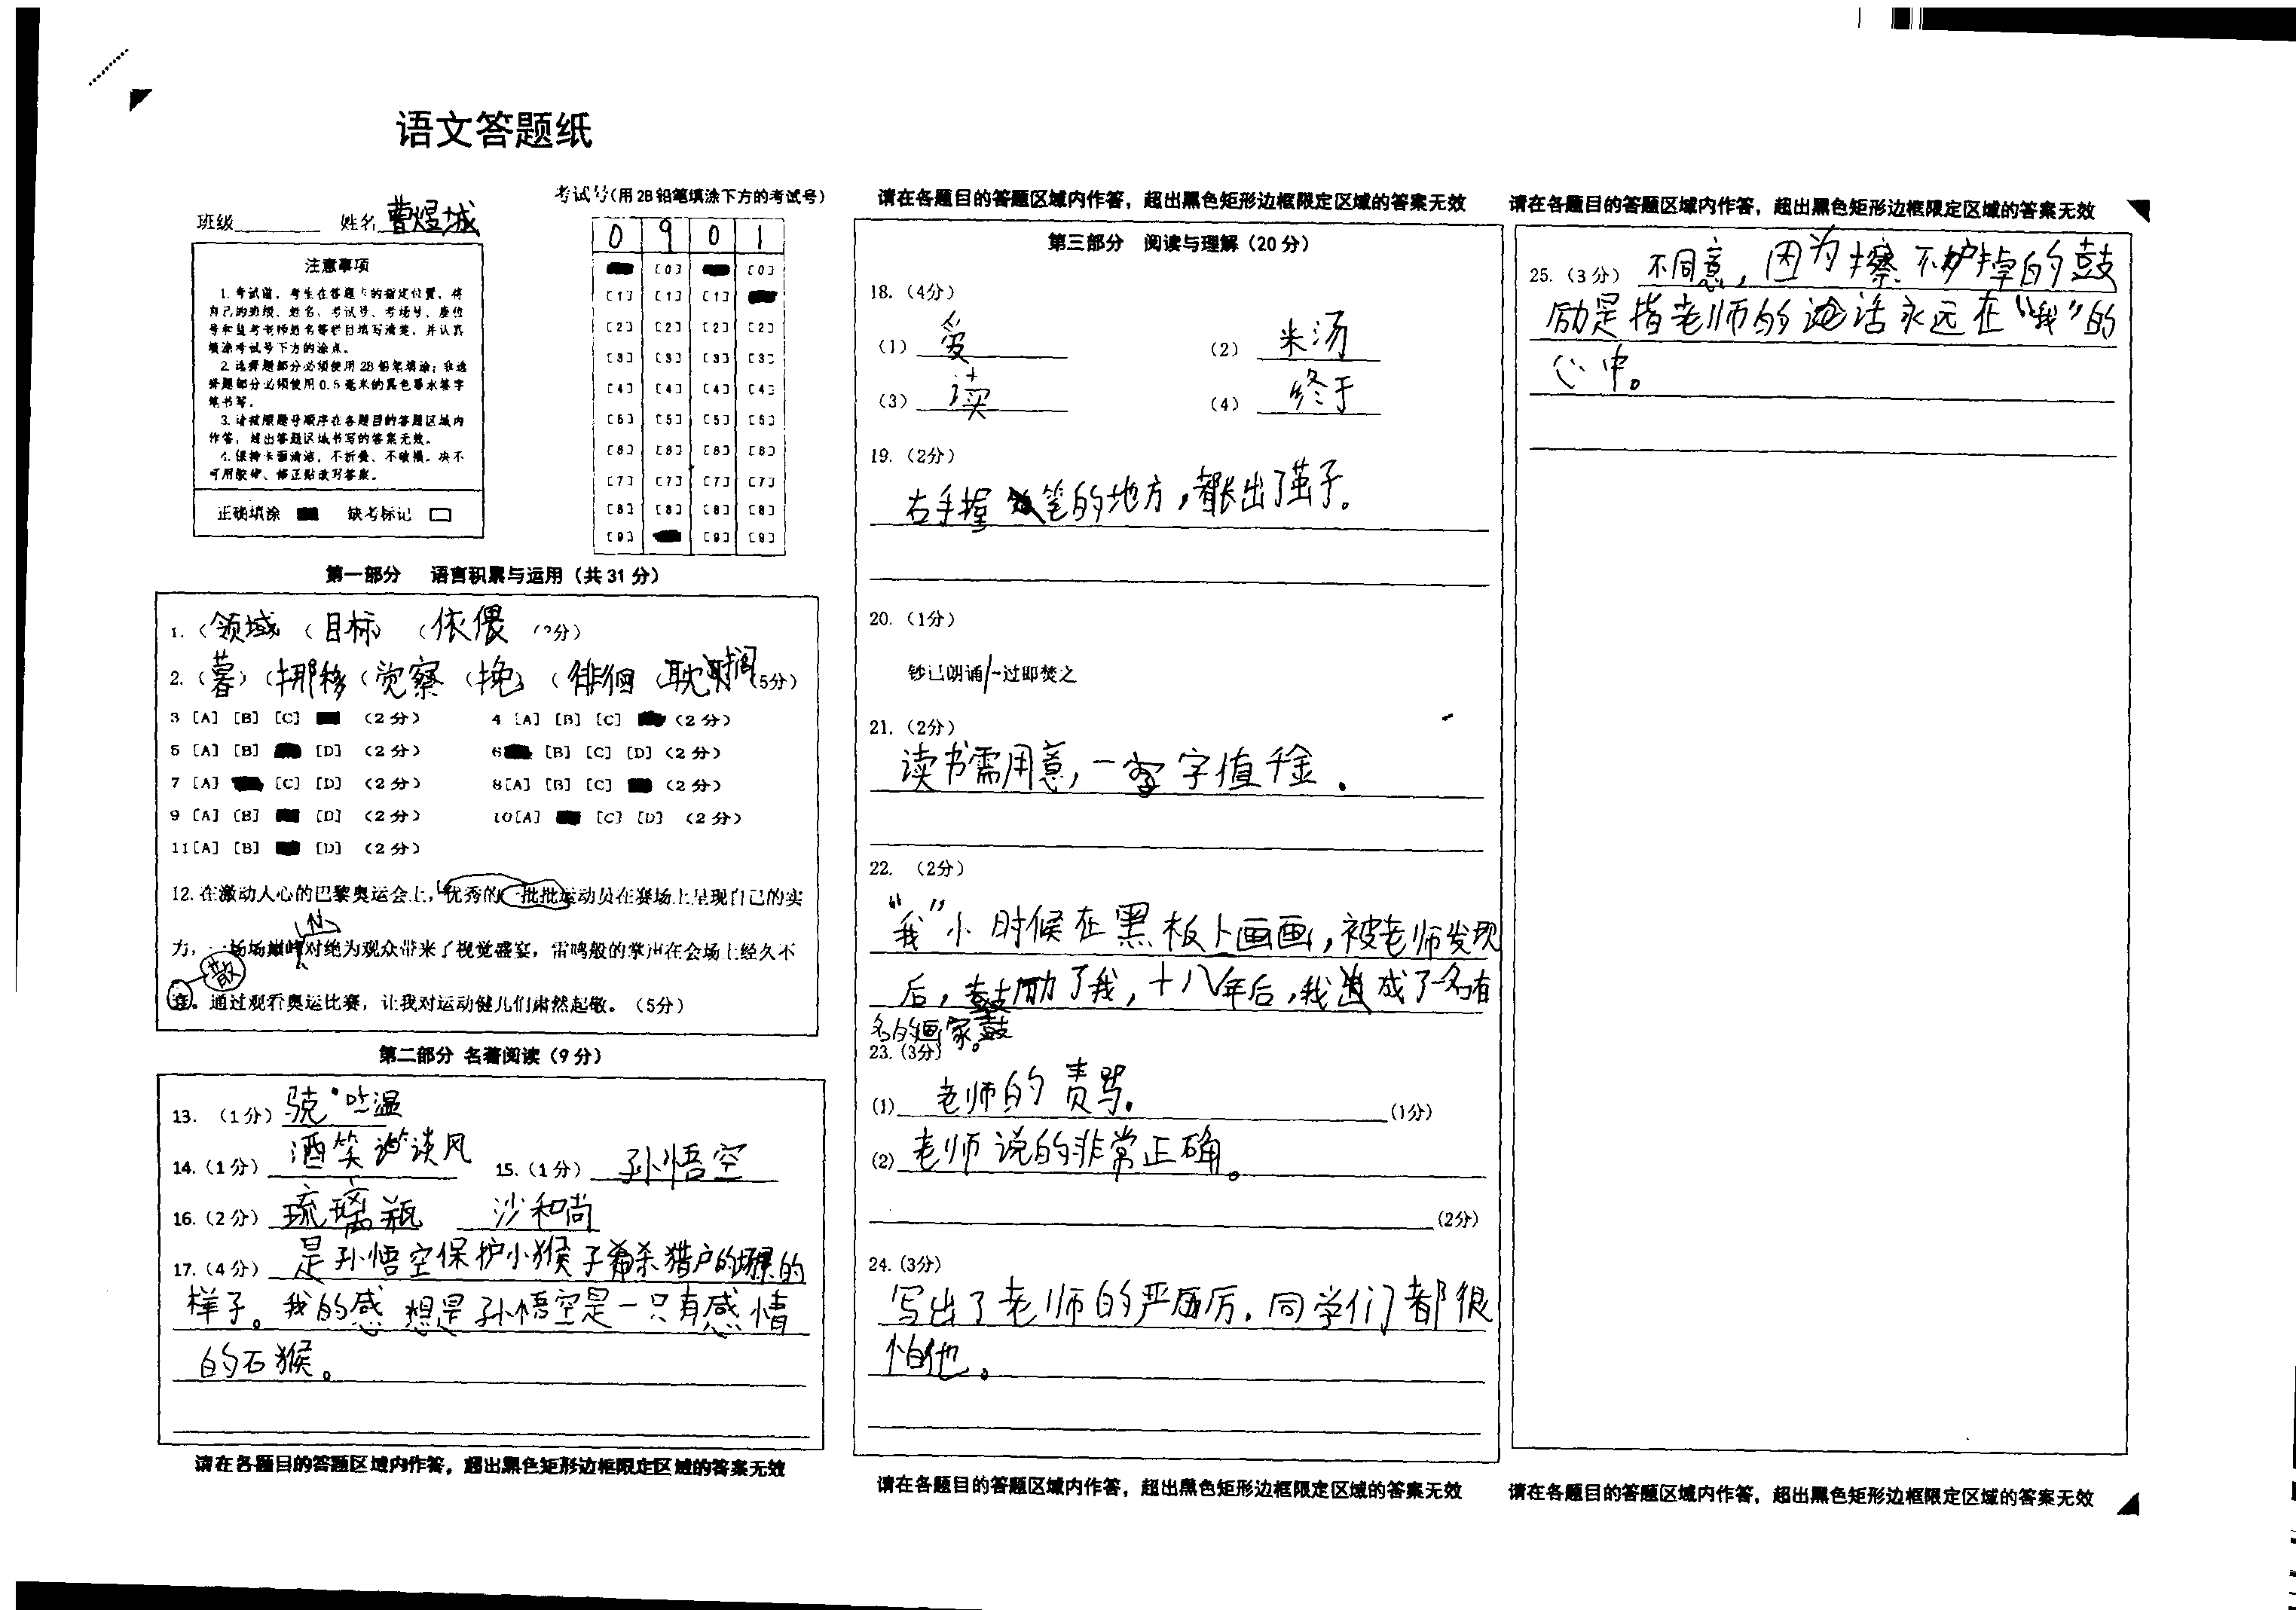 语文答题纸
班级 姓名 曹煜城
考试号(用2B铅笔填涂下方的考试号)
0 9 0 1
[0] [0]
[1] [1] [1]
[2] [2] [2] [2]
[3] [3] [3] [3]
[4] [4] [4] [4]
[5] [5] [5] [5]
[6] [6] [6] [6]
[7] [7] [7] [7]
[8] [8] [8] [8]
[9] [9] [9]
注意事项
1. 考试前,考生在答题卡的指定位置,将
自己的班级、姓名、考试号、考场号、座位
号和监考老师姓名等栏目填写清楚,并认真
填涂考试号下方的涂点。
2. 选择题部分必须使用2B铅笔填涂;非选
择题部分必须使用0.5毫米的黑色墨水签字
笔书写。
3. 请按照题号顺序在各题目的答题区域内
作答,超出答题区域书写的答案无效。
4. 保持卡面清洁,不折叠、不破损。决不
可用胶带、修正贴改写答案。
正确填涂 缺考标记
第一部分 语言积累与运用(共31分)
1.(领域 (目标) (依偎 (3分)
2.(暮)(挪移(觉察(挽)(徘徊(耽搁(5分)
3 [A] [B] [C] (2分) 4 [A] [B] [C] (2分)
5 [A] [B] [D] (2分) 6 [B] [C] [D] (2分)
7 [A] [C] [D] (2分) 8[A] [B] [C] (2分)
9 [A] [B] [D] (2分) 10[A] [C] [D] (2分)
11[A] [B] [D] (2分)
12. 在激动人心的巴黎奥运会上,优秀的一批批运动员在赛场上呈现自己的实
力,一场场巅峰对绝为观众带来了视觉盛宴,雷鸣般的掌声在会场上经久不
散
。通过观看奥运比赛,让我对运动健儿们肃然起敬。(5分)
第二部分 名著阅读(9分)
13. (1分) 骁·吐温
14.(1分) 酒笑谈风 15.(1分) 孙悟空
16.(2分) 琉璃瓶 沙和尚
17.(4分) 是孙悟空保护小猴子杀猎户的场景的
样子。我的感想是孙悟空是一只有感情
的石猴。
请在各题目的答题区域内作答,超出黑色矩形边框限定区域的答案无效
请在各题目的答题区域内作答,超出黑色矩形边框限定区域的答案无效
第三部分 阅读与理解(20分)
18.(4分)
(1) 爱 (2) 米汤
(3) 读 (4) 终于
19.(2分)
右手握笔的地方,都长出了茧子。
20.(1分)
钞已朗诵/一过即焚之
21.(2分)
读书需用意,一字值千金.
22. (2分)
“我”小时候在黑板上画画,被老师发现
后,鼓励了我,十八年后,我成了一名有
名的画家。
23.(3分)
(1) 老师的责骂. (1分)
(2) 老师说的非常正确。
(2分)
24.(3分)
写出了老师的严厉.同学们都很
怕他。
请在各题目的答题区域内作答,超出黑色矩形边框限定区域的答案无效
请在各题目的答题区域内作答,超出黑色矩形边框限定区域的答案无效
25.(3分) 不同意,因为擦不掉的鼓
励是指老师的话永远在“我”的
心中。
请在各题目的答题区域内作答,超出黑色矩形边框限定区域的答案无效